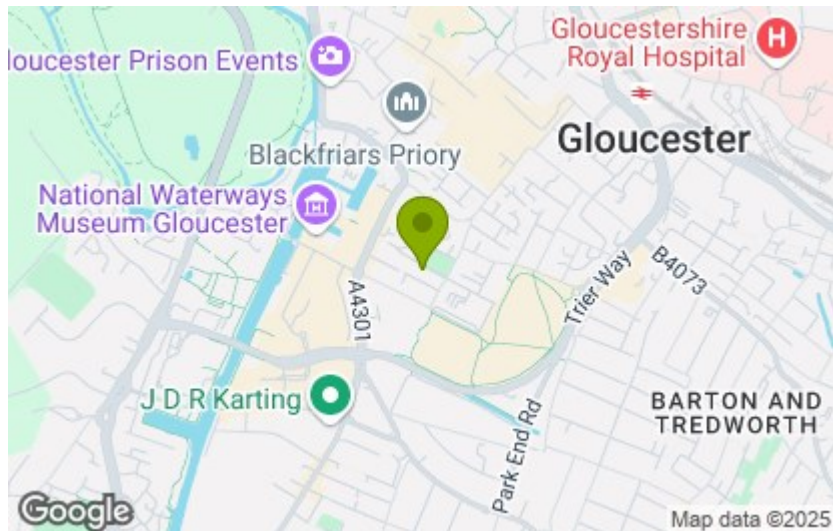 Gloucestershire
Royal Hospital
H
oucester Prison Events
Gloucester
Blackfriars Priory
National Waterways
Museum Gloucester
B4073
Trier Way
A4301
J D R Karting
BARTON AND
TREDWORTH
Park End Rd
Google
Map data ©2025